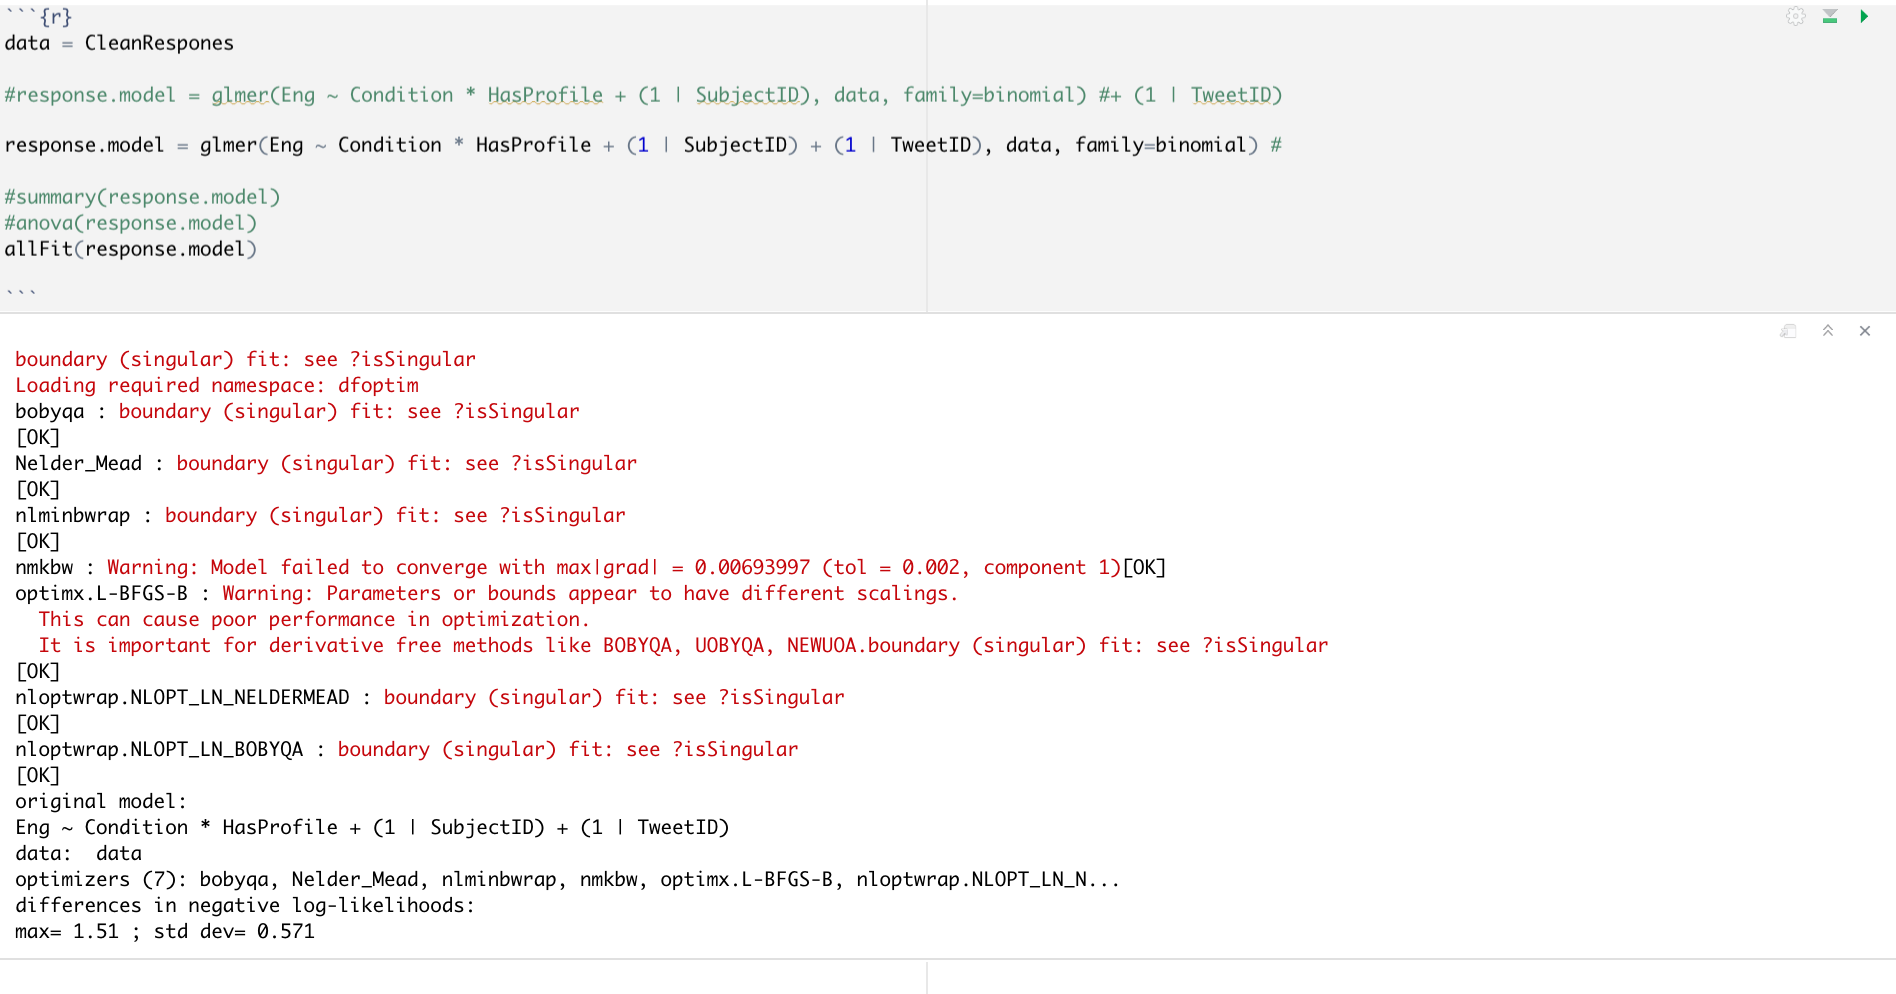 ```{r}
data = CleanRespones
#response.model = glmer(Eng ~ Condition * HasProfile + (1 | SubjectID), data, family=binomial) #+ (1 | TweetID)
response.model = glmer(Eng ~ Condition * HasProfile + (1 | SubjectID) + (1 | TweetID), data, family=binomial) #
#summary(response.model)
#anova(response.model)
allFit(response.model)
```
boundary (singular) fit: see ?isSingular
Loading required namespace: dfoptim
bobyqa : boundary (singular) fit: see ?isSingular
[OK]
Nelder_Mead : boundary (singular) fit: see ?isSingular
[OK]
nlminbwrap : boundary (singular) fit: see ?isSingular
[OK]
nmkbw : Warning: Model failed to converge with max|grad| = 0.00693997 (tol = 0.002, component 1)[OK]
optimx.L-BFGS-B : Warning: Parameters or bounds appear to have different scalings.
  This can cause poor performance in optimization.
  It is important for derivative free methods like BOBYQA, UOBYQA, NEWUOA.boundary (singular) fit: see ?isSingular
[OK]
nloptwrap.NLOPT_LN_NELDERMEAD : boundary (singular) fit: see ?isSingular
[OK]
nloptwrap.NLOPT_LN_BOBYQA : boundary (singular) fit: see ?isSingular
[OK]
original model:
Eng ~ Condition * HasProfile + (1 | SubjectID) + (1 | TweetID)
data:  data
optimizers (7): bobyqa, Nelder_Mead, nlminbwrap, nmkbw, optimx.L-BFGS-B, nloptwrap.NLOPT_LN_N...
differences in negative log-likelihoods:
max= 1.51 ; std dev= 0.571